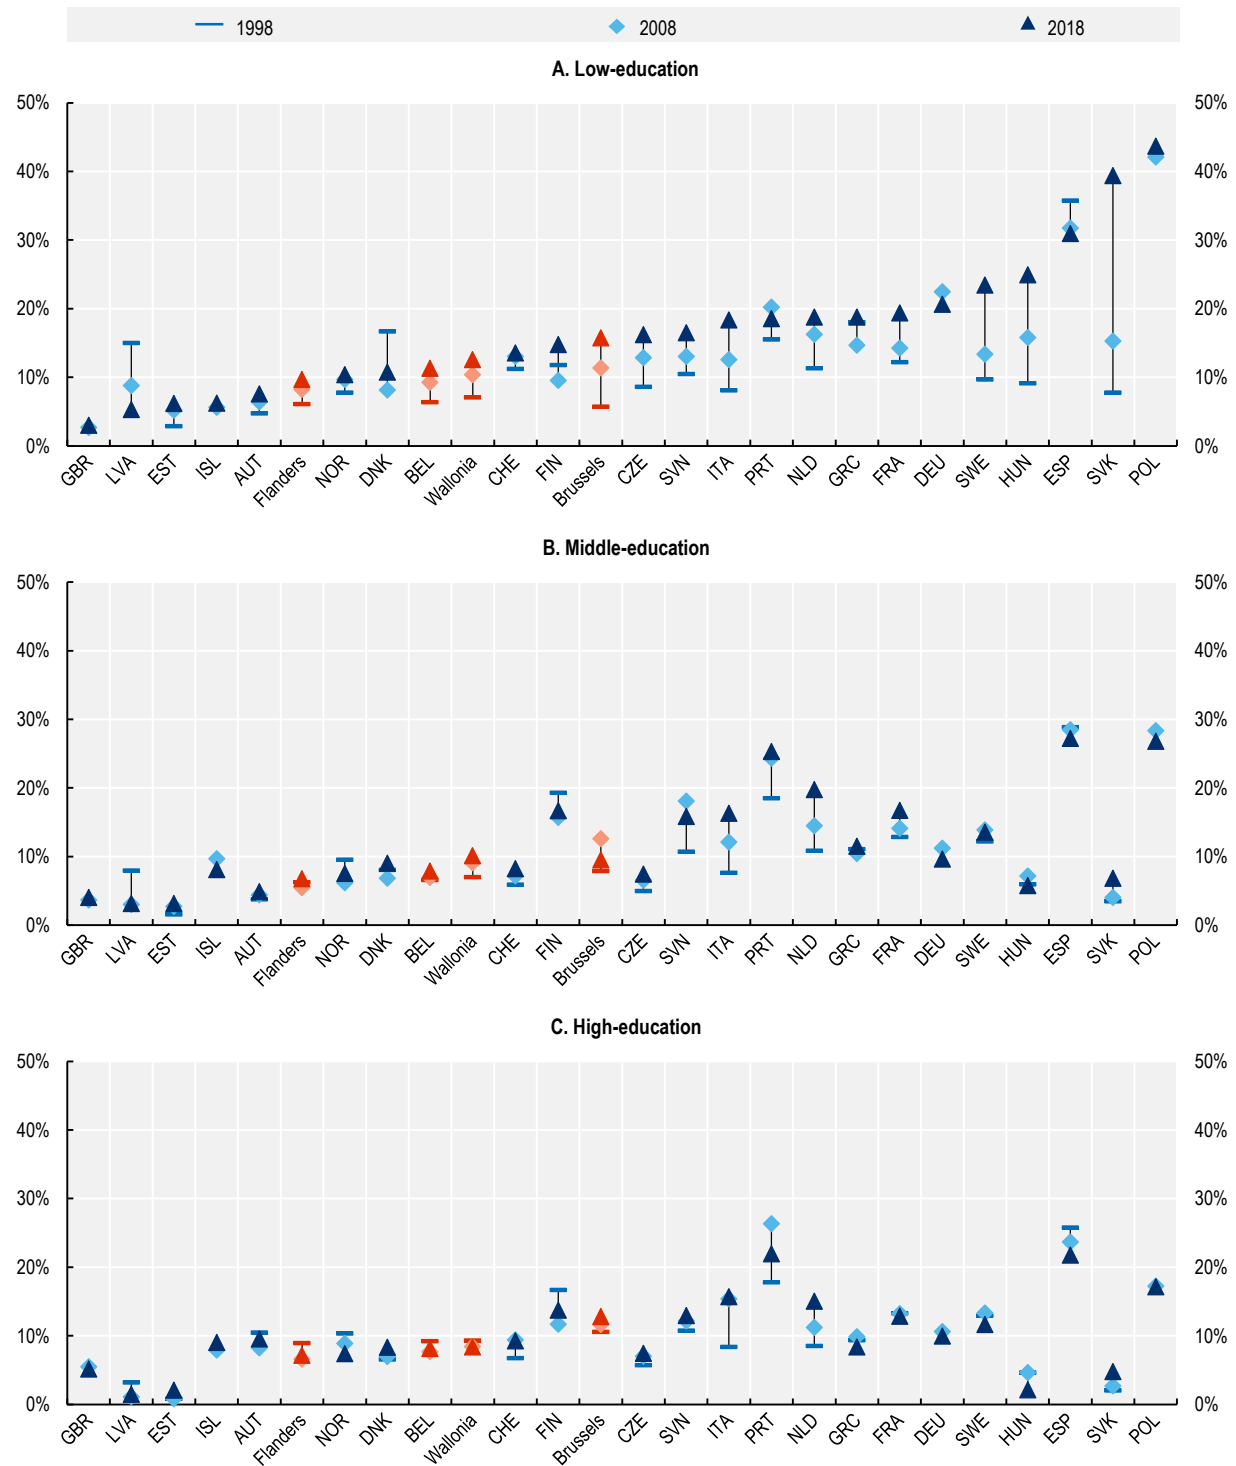 1998 2008 2018
A. Low-education
50% 50%
40% 40%
30% 30%
20% 20%
10% 10%
0% 0%
GBR LVA EST ISL AUT Flanders NOR DNK BEL Wallonia CHE FIN Brussels CZE SVN ITA PRT NLD GRC FRA DEU SWE HUN ESP SVK POL
B. Middle-education
50% 50%
40% 40%
30% 30%
20% 20%
10% 10%
0% 0%
GBR LVA EST ISL AUT Flanders NOR DNK BEL Wallonia CHE FIN Brussels CZE SVN ITA PRT NLD GRC FRA DEU SWE HUN ESP SVK POL
C. High-education
50% 50%
40% 40%
30% 30%
20% 20%
10% 10%
0% 0%
GBR LVA EST ISL AUT Flanders NOR DNK BEL Wallonia CHE FIN Brussels CZE SVN ITA PRT NLD GRC FRA DEU SWE HUN ESP SVK POL